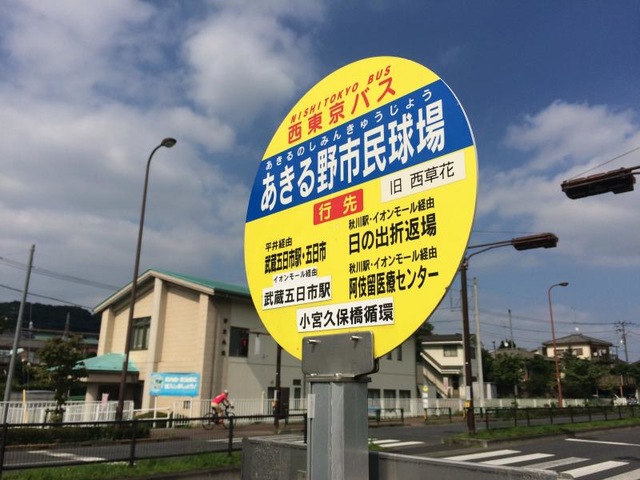 NISHITOKYO BUS
西東京バス
あきるのしみんきゅうじょう
あきる野市民球場
旧 西草花
行先
平井経由
武蔵五日市駅・五日市
イオンモール経由
武蔵五日市駅
秋川駅・イオンモール経由
日の出折返場
秋川駅・イオンモール経由
阿伎留医療センター
小宮久保橋循環